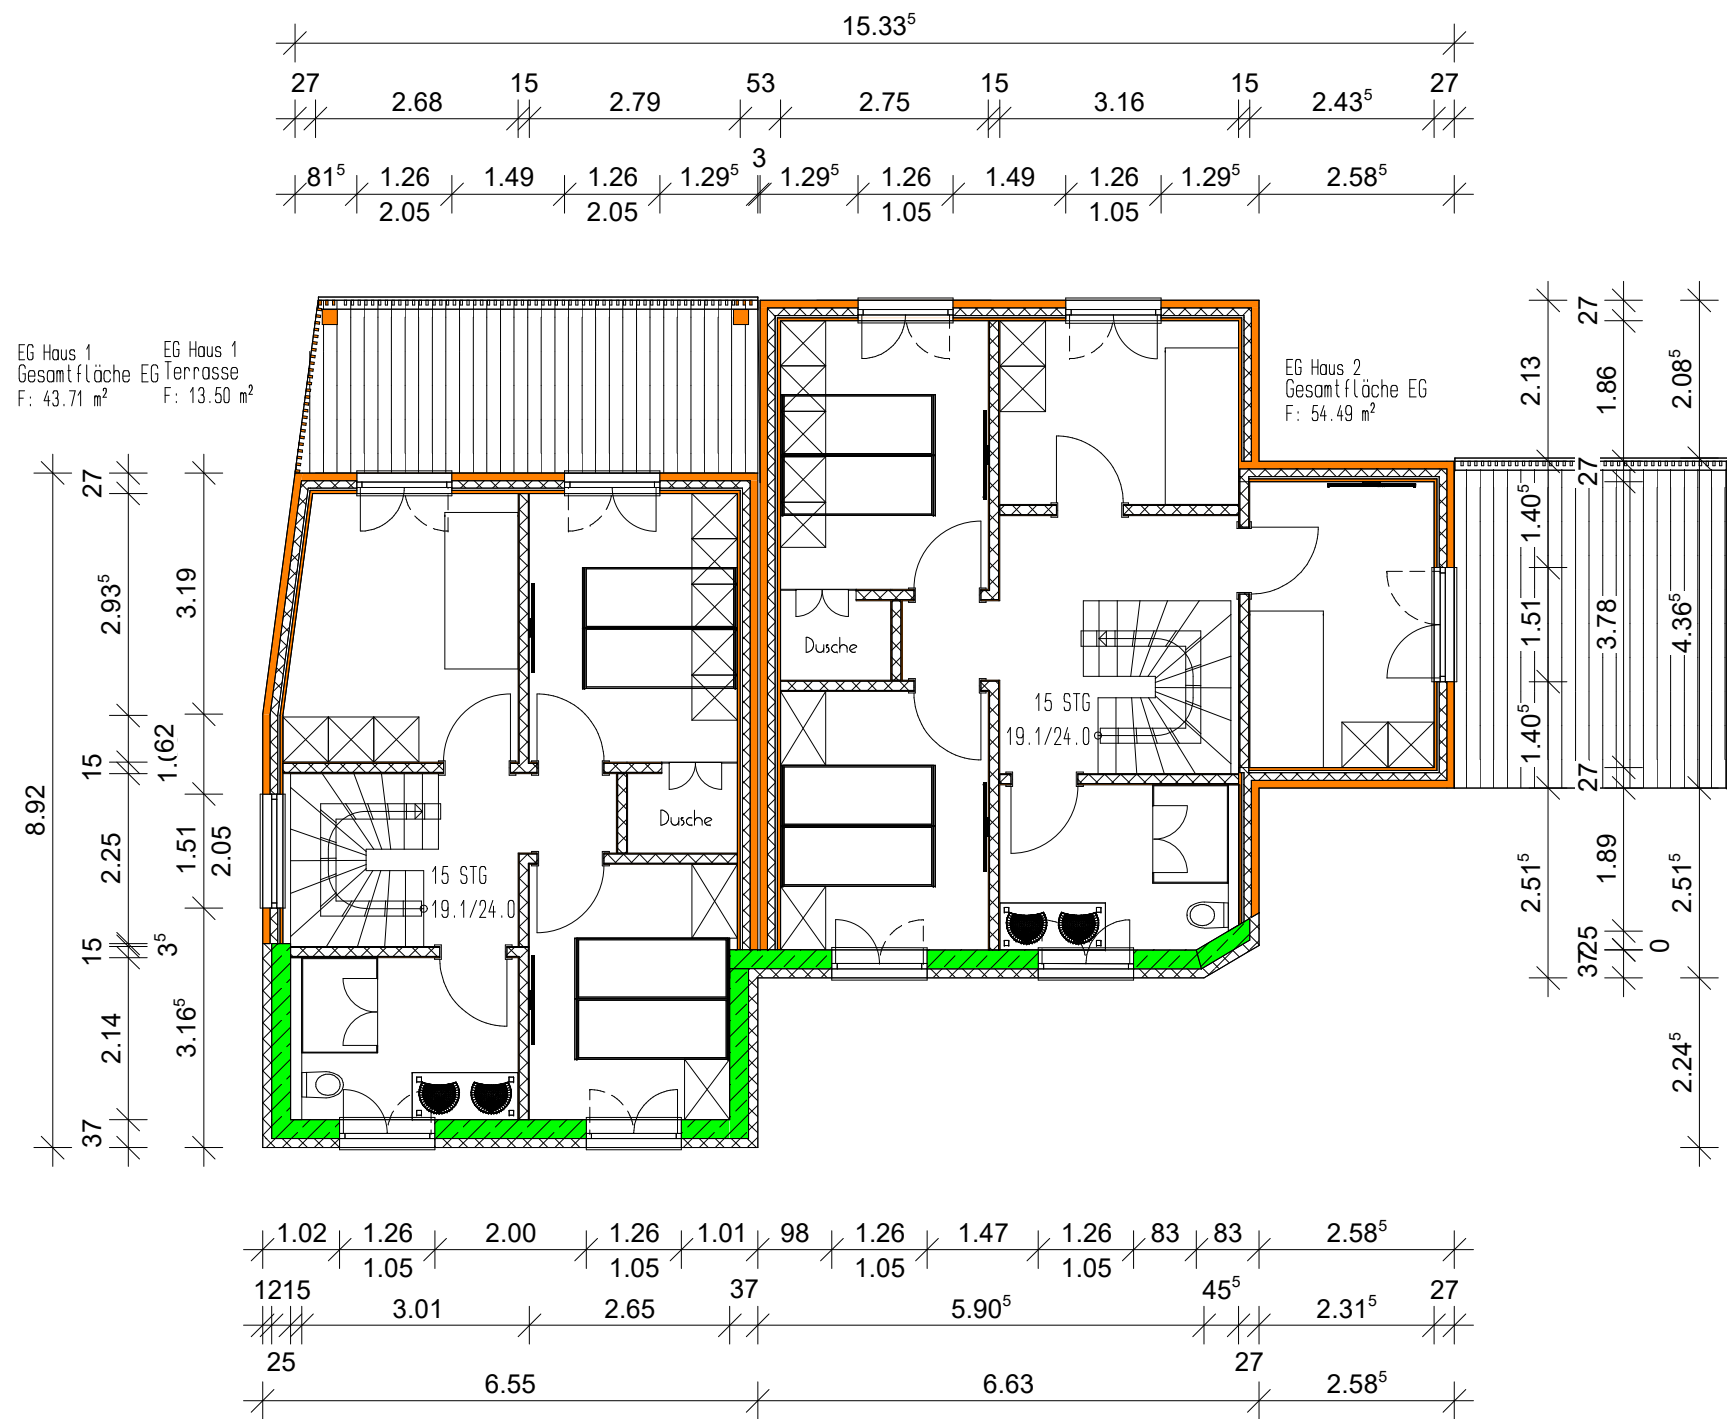 15.33⁵
27 15 53 15 15 27
2.68 2.79 2.75 3.16 2.43⁵
3
81⁵ 1.26 1.49 1.26 1.29⁵ 1.29⁵ 1.26 1.49 1.26 1.29⁵ 2.58⁵
2.05 2.05 1.05 1.05
EG Haus 1
Gesamtfläche EG
F: 43.71 m²
EG Haus 1
Terrasse
F: 13.50 m²
EG Haus 2
Gesamtfläche EG
F: 54.49 m²
8.92
27
2.93⁵
15
2.25
15
2.14
37
3.19
1.62
1.51
2.05
3⁵
3.16⁵
Dusche
15 STG
19.1/24.0
Dusche
15 STG
19.1/24.0
2.13
1.40⁵
1.51
1.40⁵
2.51⁵
27
1.86
27
3.78
27
1.89
25
37
0
2.08⁵
4.36⁵
2.51⁵
2.24⁵
1.02 1.26 2.00 1.26 1.01 98 1.26 1.47 1.26 83 83 2.58⁵
1.05 1.05 1.05 1.05
12 15 37 45⁵ 27
3.01 2.65 5.90⁵ 2.31⁵
25 27
6.55 6.63 2.58⁵